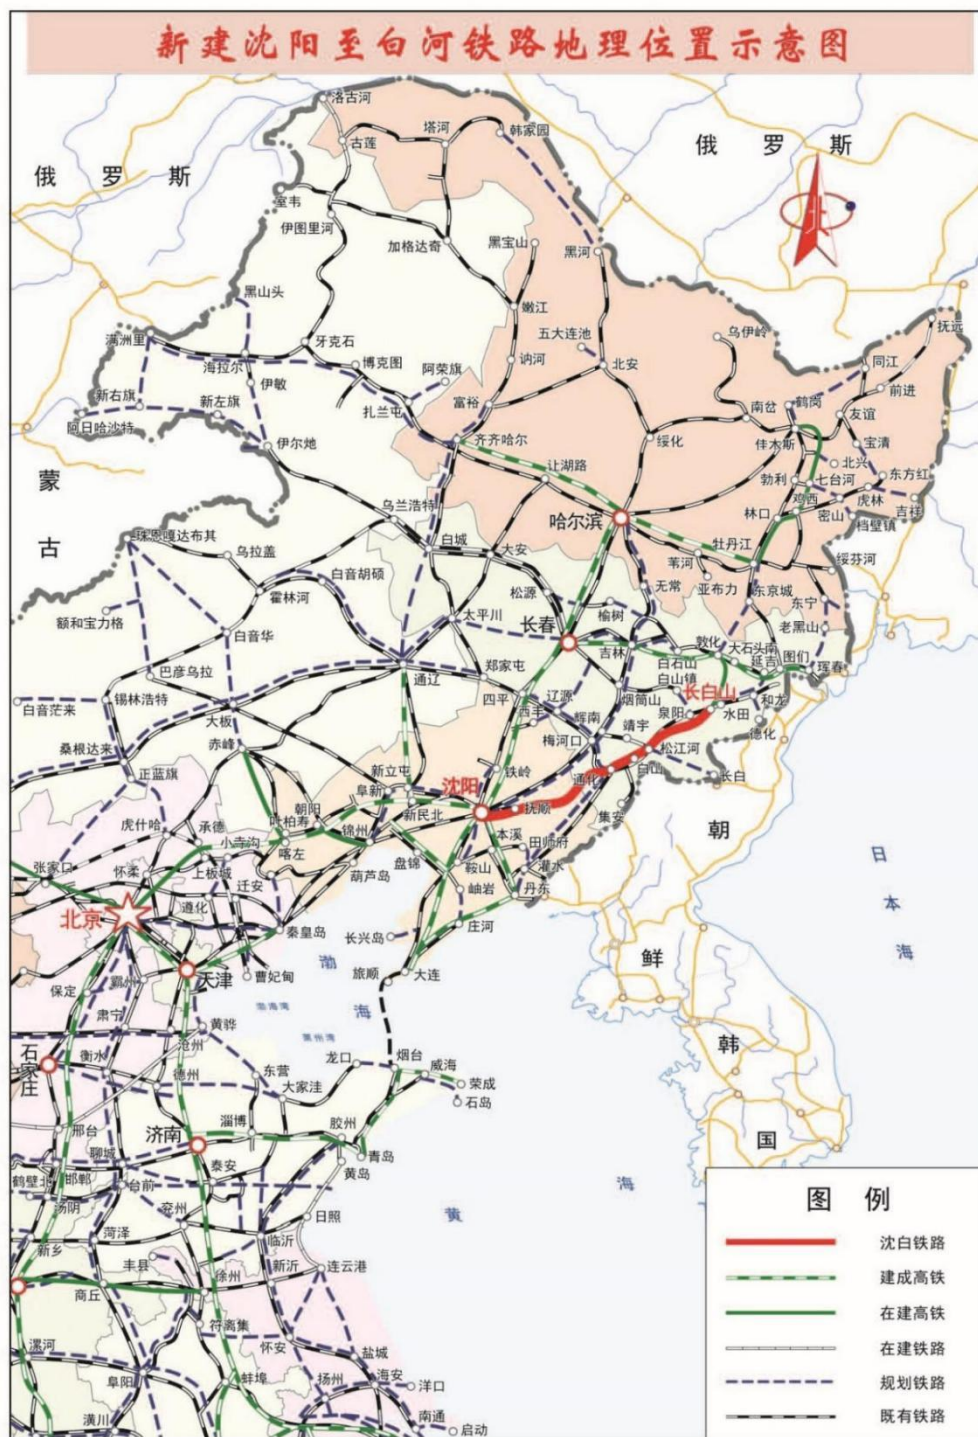 新建沈阳至白河铁路地理位置示意图
洛古河
塔河
韩家园
古莲
俄罗斯
俄罗斯
北
室韦
伊图里河
加格达奇
黑宝山
黑河
黑山头
嫩江
满洲里
牙克石
五大连池
乌伊岭
抚远
海拉尔
博克图
阿荣旗
讷河
北安
同江
伊敏
前进
新右旗
新左旗
扎兰屯
富裕
南岔
鹤岗
友谊
阿日哈沙特
伊尔灺
齐齐哈尔
绥化
佳木斯
宝清
让湖路
北兴
东方红
蒙古
勃利
七台河
乌兰浩特
哈尔滨
鸡西
虎林
林口
密山
吉祥
档壁镇
珠恩嘎达布其
乌拉盖
白城
大安
苇河
牡丹江
绥芬河
白音胡硕
松源
无常
亚布力
东京城
霍林河
榆树
东宁
额和宝力格
太平川
长春
老黑山
白音华
吉林
敦化
大石头南
延吉
图们
珲春
白石山
巴彦乌拉
通辽
郑家屯
白山镇
长白山
锡林浩特
四平
辽源
烟筒山
和龙
白音茫来
大板
西丰
辉南
泉阳
水田
靖宇
德化
桑根达来
赤峰
梅河口
松江河
正蓝旗
新立屯
铁岭
通化
白山
长白
阜新
沈阳
朝阳
抚顺
虎什哈
承德
叶柏寿
新民北
集安
朝鲜
小寺沟
锦州
本溪
田师府
张家口
怀柔
上板城
喀左
盘锦
鞍山
灌水
日本海
迁安
葫芦岛
岫岩
丹东
北京
遵化
秦皇岛
长兴岛
庄河
天津
曹妃甸
渤海
旅顺
大连
霸州
保定
渤海湾
肃宁
黄骅
莱州湾
石家庄
沧州
韩国
衡水
龙口
烟台
威海
德州
东营
荣成
大家洼
石岛
邢台
淄博
胶州
济南
聊城
青岛
鹤壁北
邯郸
泰安
黄岛
台前
汤阴
兖州
黄海
日照
新乡
菏泽
临沂
丰县
新沂
连云港
商丘
徐州
符离集
漯河
怀安
盐城
阜阳
蚌埠
扬州
海安
洋口
潢川
南通
启动
图例
沈白铁路
建成高铁
在建高铁
在建铁路
规划铁路
既有铁路